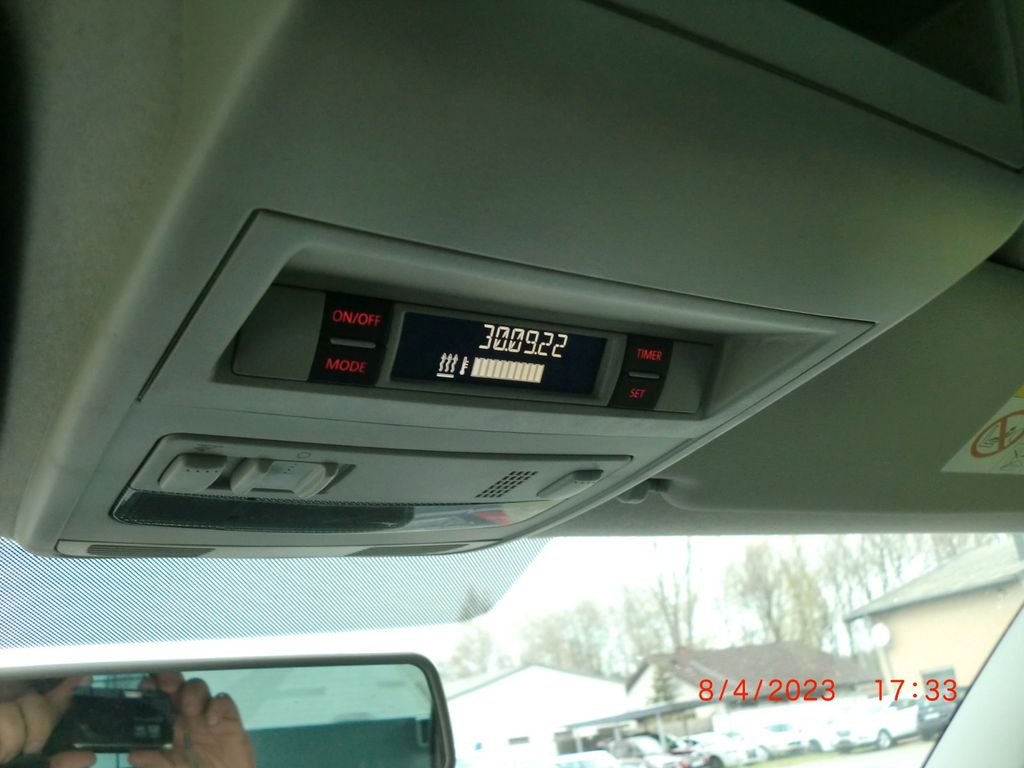 ON/OFF
30.09.22
TIMER
MODE
SET
8/4/2023 17:33